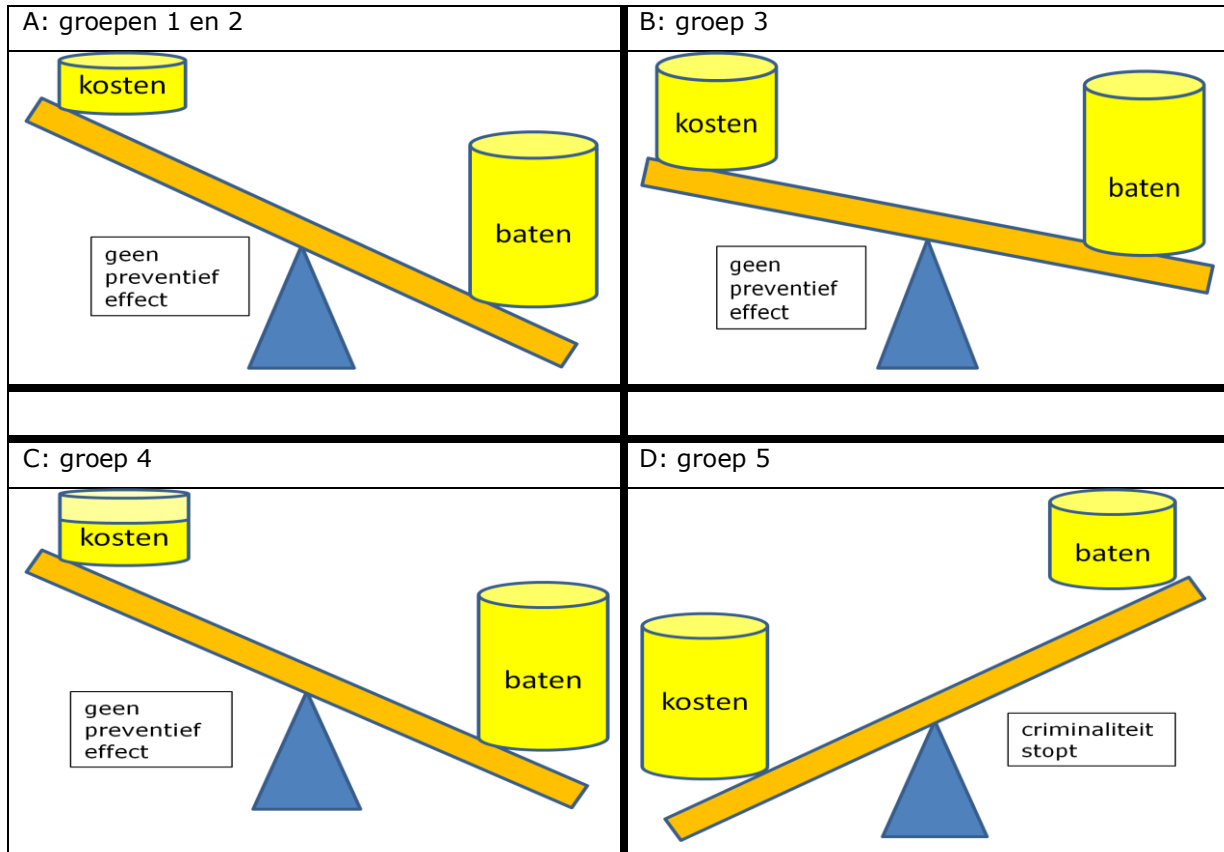 A: groepen 1 en 2
kosten
baten
geen
preventief
effect
B: groep 3
kosten
baten
geen
preventief
effect
C: groep 4
kosten
baten
geen
preventief
effect
D: groep 5
baten
kosten
criminaliteit
stopt